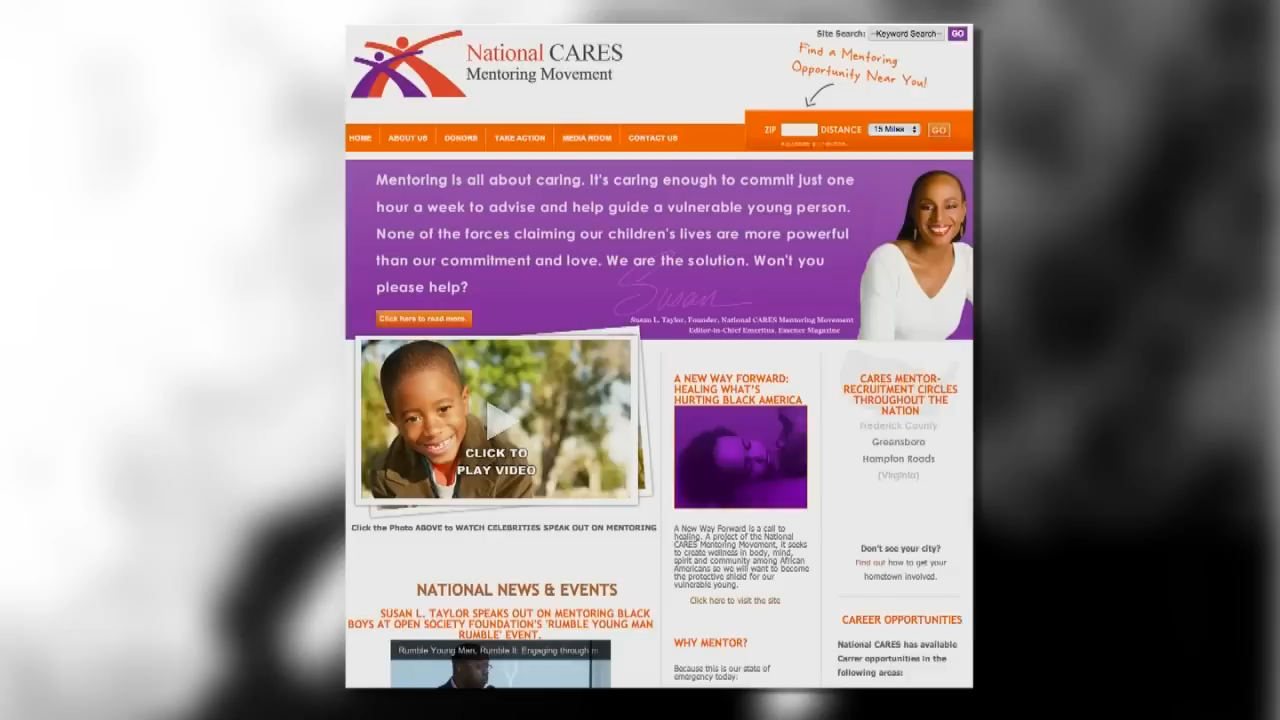 Site Search:
--Keyword Search--
GO
National CARES
Mentoring Movement
Find a Mentoring
Opportunity Near You!
HOME
ABOUT US
DONORS
TAKE ACTION
MEDIA ROOM
CONTACT US
ZIP
DISTANCE
15 Miles
GO
Mentoring is all about caring. It's caring enough to commit just one
hour a week to advise and help guide a vulnerable young person.
None of the forces claiming our children's lives are more powerful
than our commitment and love. We are the solution. Won't you
please help?
Susan
Click here to read more.
Susan L. Taylor, Founder, National CARES Mentoring Movement
Editor-in-Chief Emeritus, Essence Magazine
CLICK TO
PLAY VIDEO
Click the Photo ABOVE to WATCH CELEBRITIES SPEAK OUT ON MENTORING
NATIONAL NEWS & EVENTS
SUSAN L. TAYLOR SPEAKS OUT ON MENTORING BLACK
BOYS AT OPEN SOCIETY FOUNDATION'S 'RUMBLE YOUNG MAN
RUMBLE' EVENT.
Rumble Young Man, Rumble II: Engaging through
A NEW WAY FORWARD:
HEALING WHAT'S
HURTING BLACK AMERICA
A New Way Forward is a call to
healing. A project of the National
CARES Mentoring Movement, it seeks
to create wellness in body, mind,
spirit and community among African
Americans so we will want to become
the protective shield for our
vulnerable young.
Click here to visit the site
WHY MENTOR?
Because this is our state of
emergency today:
CARES MENTOR-
RECRUITMENT CIRCLES
THROUGHOUT THE
NATION
Frederick County
Greensboro
Hampton Roads
(Virginia)
Don't see your city?
Find out how to get your
hometown involved.
CAREER OPPORTUNITIES
National CARES has available
Carrer opportunities in the
following areas: